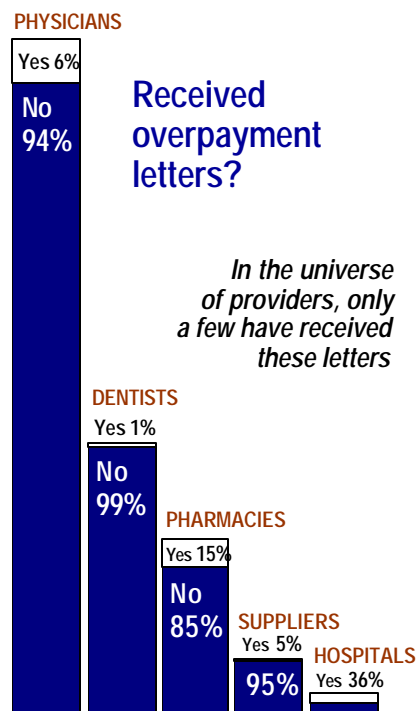 PHYSICIANS
Yes 6%
No
94%
Received
overpayment
letters?
In the universe
of providers, only
a few have received
these letters
DENTISTS
Yes 1%
No
99%
PHARMACIES
Yes 15%
No
85%
SUPPLIERS
Yes 5%
95%
HOSPITALS
Yes 36%